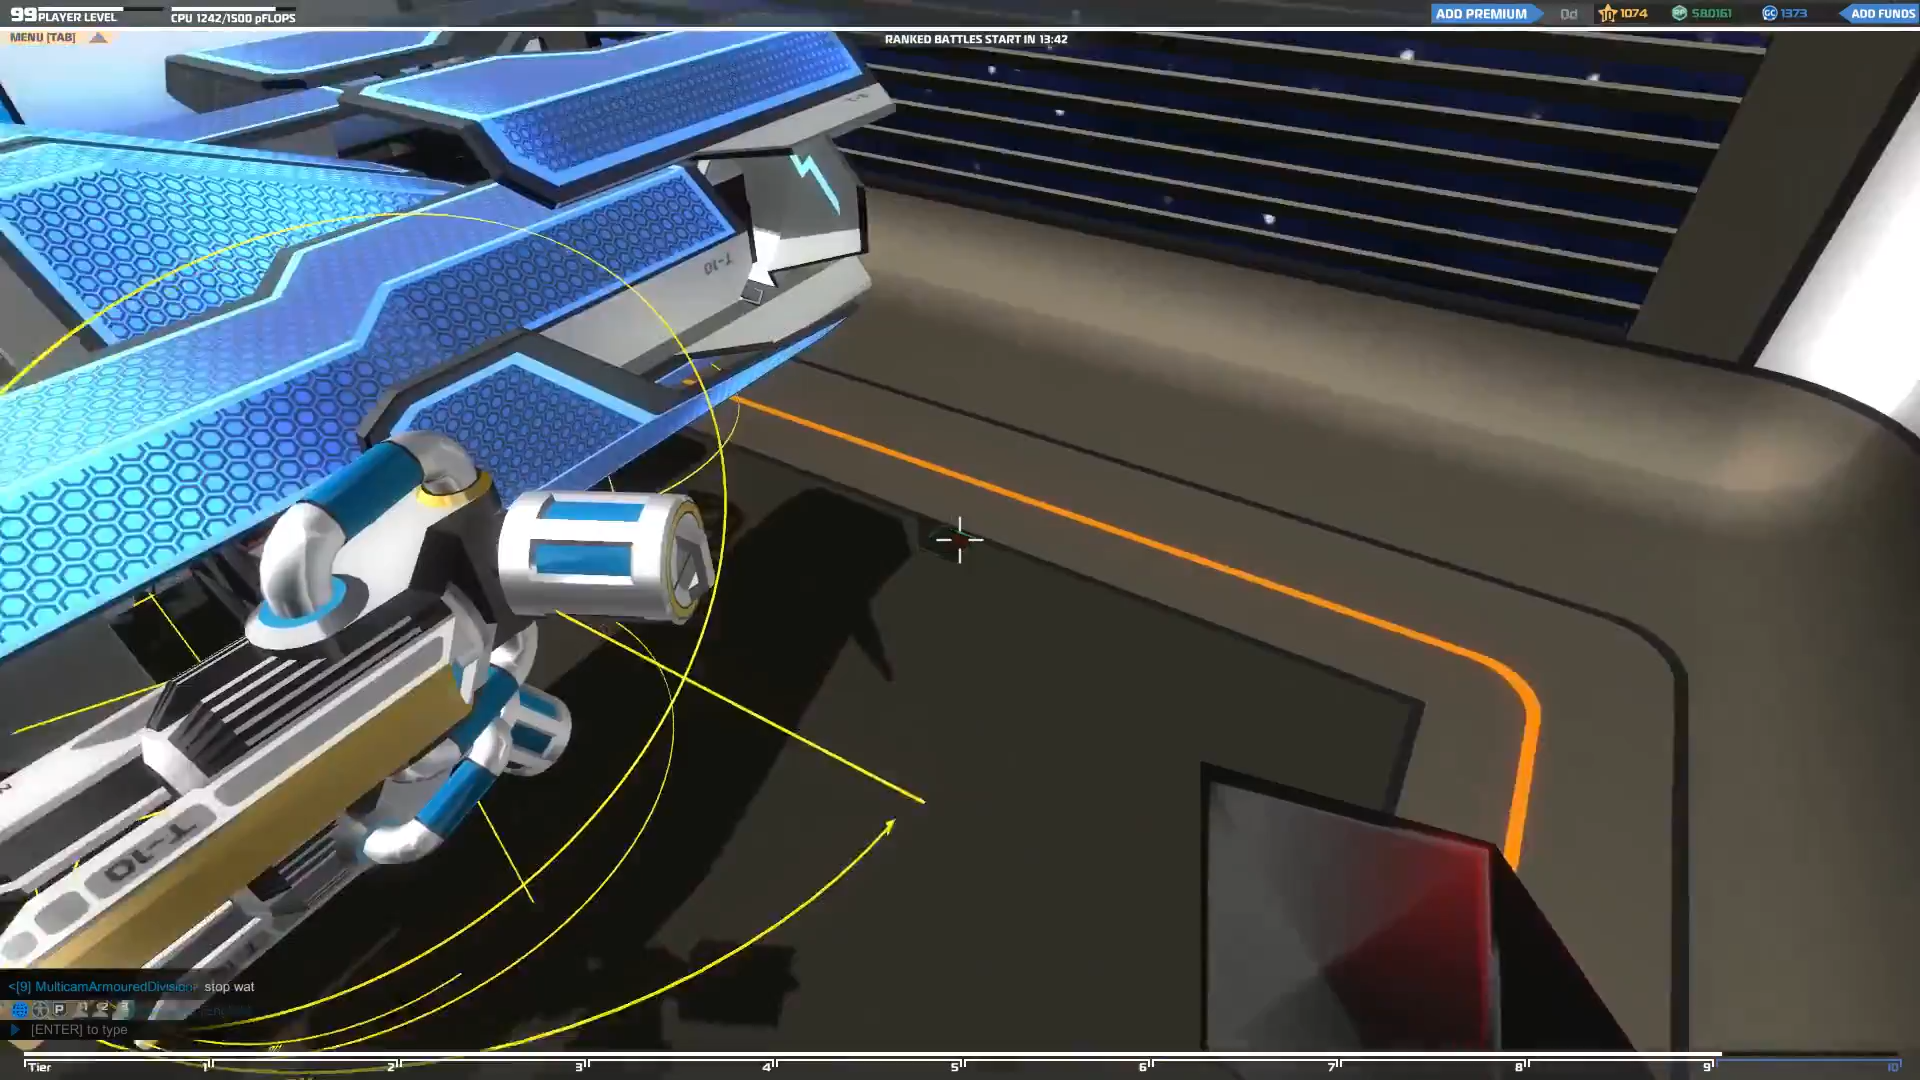 99 PLAYER LEVEL
CPU 1242/1500 pFLOPS
ADD PREMIUM
0d
1074
RP
580161
GC
1373
ADD FUNDS
MENU [TAB]
RANKED BATTLES START IN 13:42
T-10
T-10
<[9] MulticamArmouredDivision> stop wat
P
[ENTER] to type
Tier
1
2
3
4
5
6
7
8
9
10